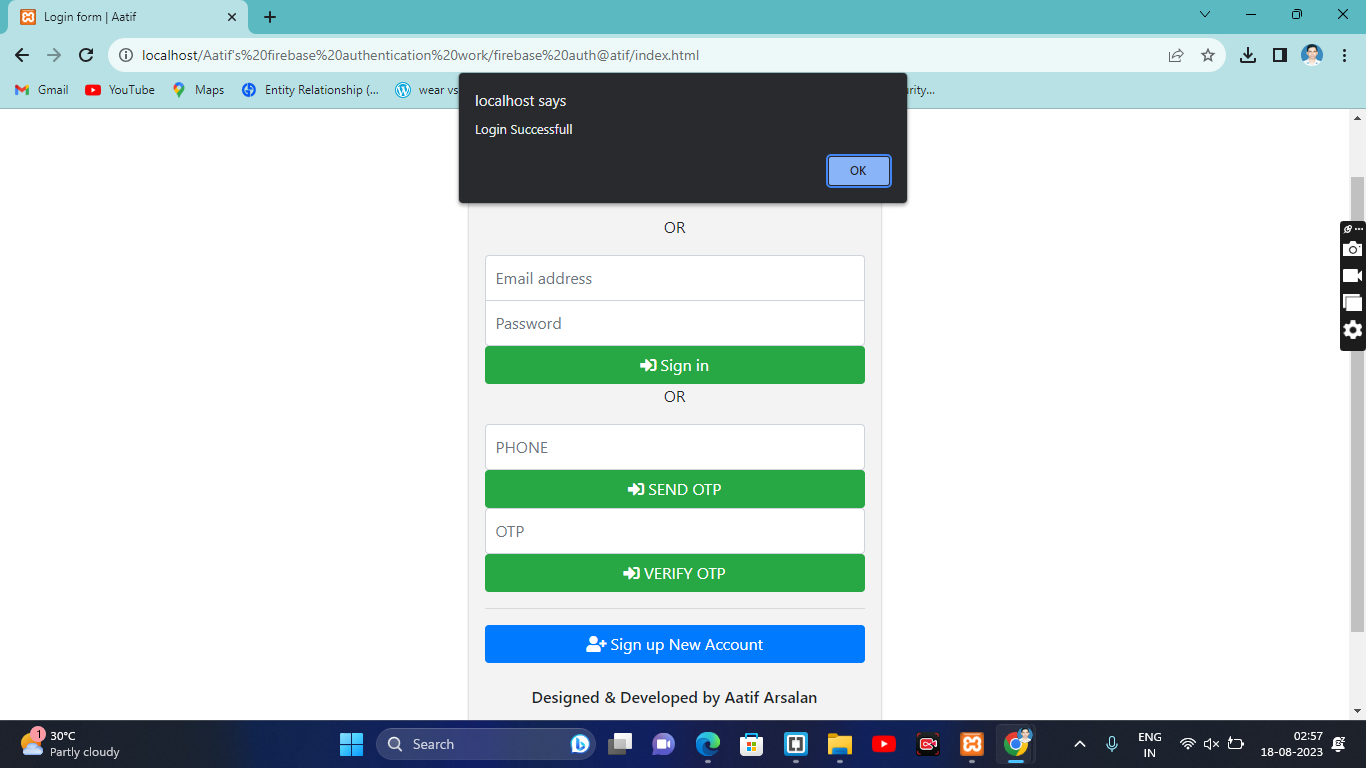 Login form | Aatif
localhost/Aatif's%20firebase%20authentication%20work/firebase%20auth@atif/index.html
Gmail
YouTube
Maps
Entity Relationship (...
wear vs
urity...
localhost says
Login Successfull
OK
OR
Email address
Password
Sign in
OR
PHONE
SEND OTP
OTP
VERIFY OTP
Sign up New Account
Designed & Developed by Aatif Arsalan
1
30°C
Partly cloudy
Search
ENG
IN
02:57
18-08-2023